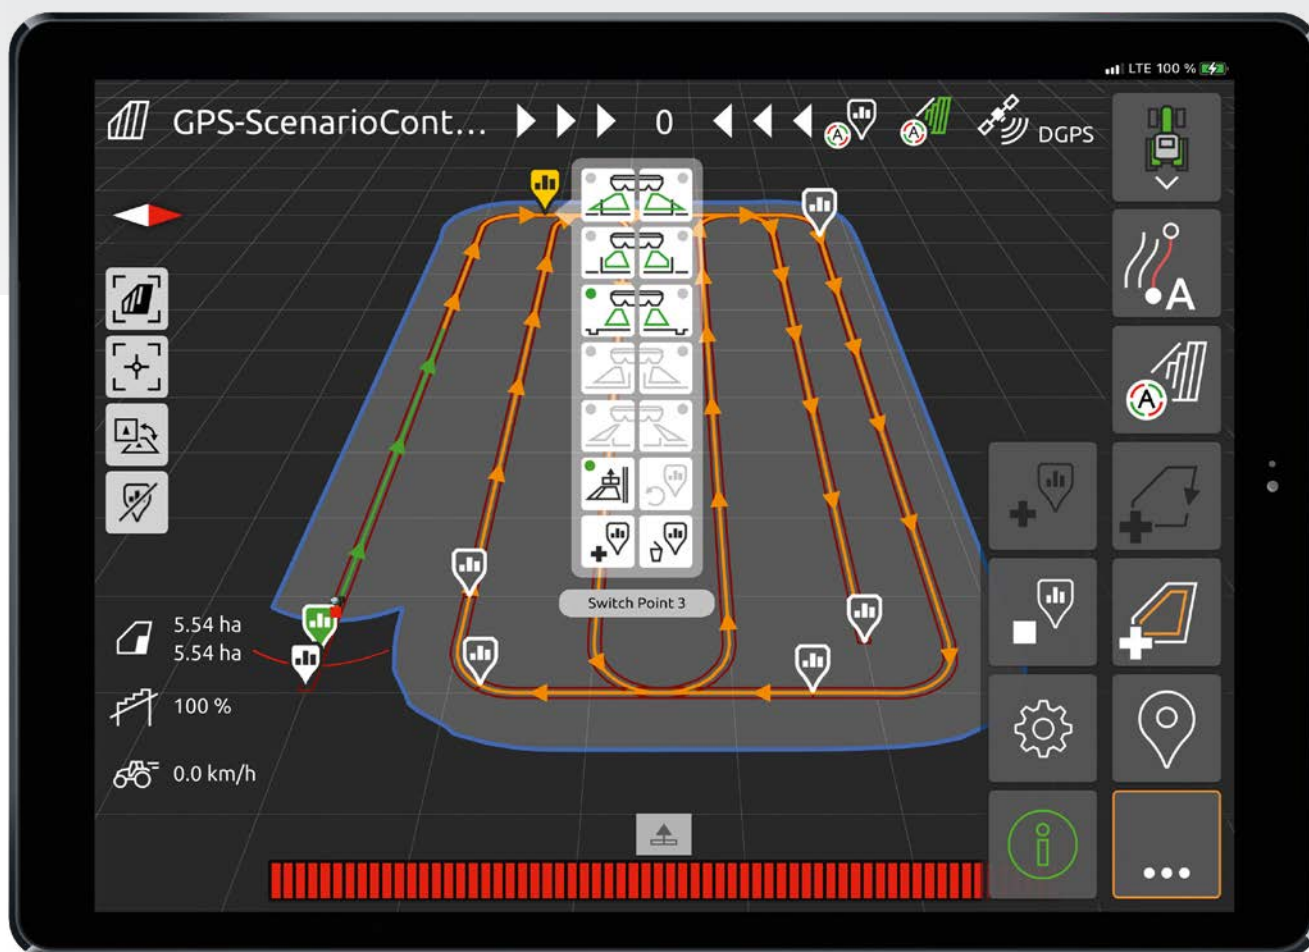 LTE 100 %
GPS-ScenarioCont...
0
A
A
DGPS
A
A
Switch Point 3
5.54 ha
5.54 ha
100 %
0.0 km/h